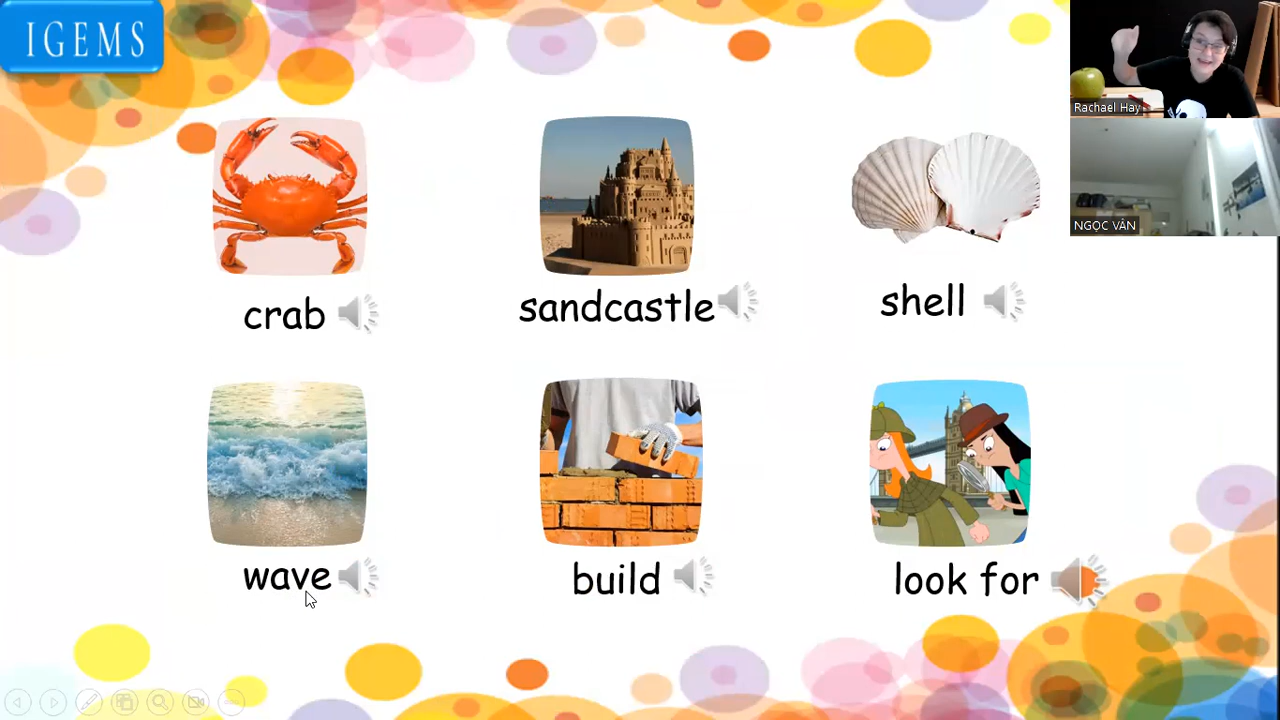 IGEMS
crab
sandcastle
shell
wave
build
look for
Rachael Hay
NGỌC VÂN